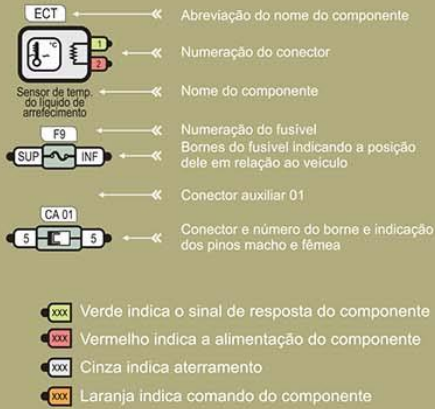 ECT
Abreviação do nome do componente
°C
1
2
Numeração do conector
Sensor de temp.
do líquido de
arrefecimento
Nome do componente
F9
Numeração do fusível
SUP
INF
Bornes do fusível indicando a posição
dele em relação ao veículo
Conector auxiliar 01
CA 01
5
5
Conector e número do borne e indicação
dos pinos macho e fêmea
xxx Verde indica o sinal de resposta do componente
xxx Vermelho indica a alimentação do componente
xxx Cinza indica aterramento
xxx Laranja indica comando do componente